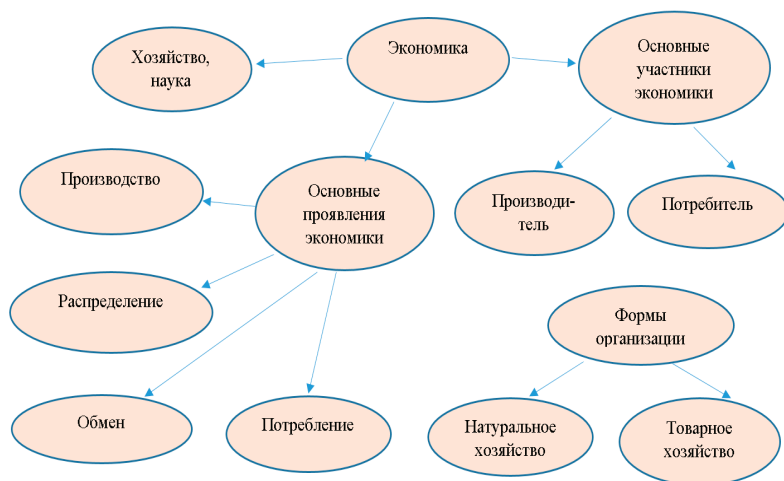 Хозяйство,
наука
Экономика
Основные
участники
экономики
Производство
Основные
проявления
экономики
Производи-
тель
Потребитель
Распределение
Формы
организации
Обмен
Потребление
Натуральное
хозяйство
Товарное
хозяйство